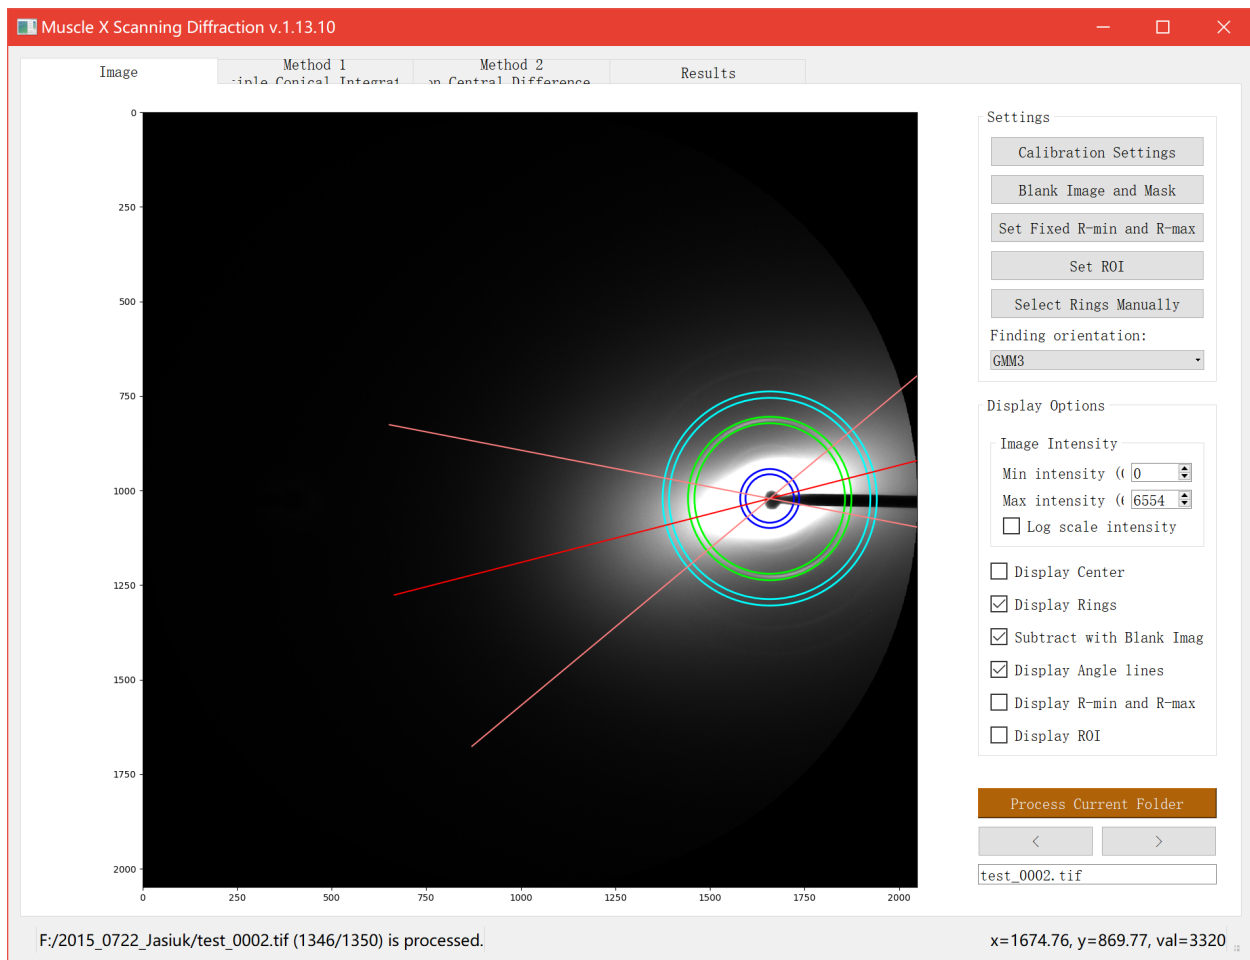 Muscle X Scanning Diffraction v.1.13.10
Image
Method 1
Conical
Method 2
Central Difference
Results
0
250
500
750
1000
1250
1500
1750
2000
0
250
500
750
1000
1250
1500
1750
2000
Settings
Calibration Settings
Blank Image and Mask
Set Fixed R-min and R-max
Set ROI
Select Rings Manually
Finding orientation:
GMM3
Display Options
Image Intensity
Min intensity ( 0
Max intensity ( 6554
Log scale intensity
Display Center
Display Rings
Subtract with Blank Imag
Display Angle lines
Display R-min and R-max
Display ROI
Process Current Folder
< >
test_0002.tif
F:/2015_0722_Jasiuk/test_0002.tif (1346/1350) is processed.
x=1674.76, y=869.77, val=3320